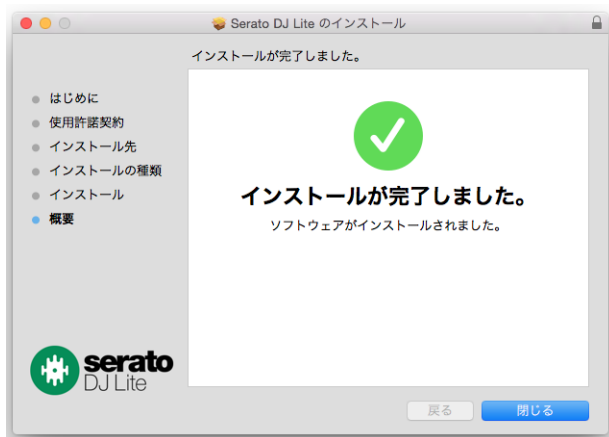 Serato DJ Lite のインストール
インストールが完了しました。
はじめに
使用許諾契約
インストール先
インストールの種類
インストール
概要
インストールが完了しました。
ソフトウェアがインストールされました。
serato
DJ Lite
戻る
閉じる